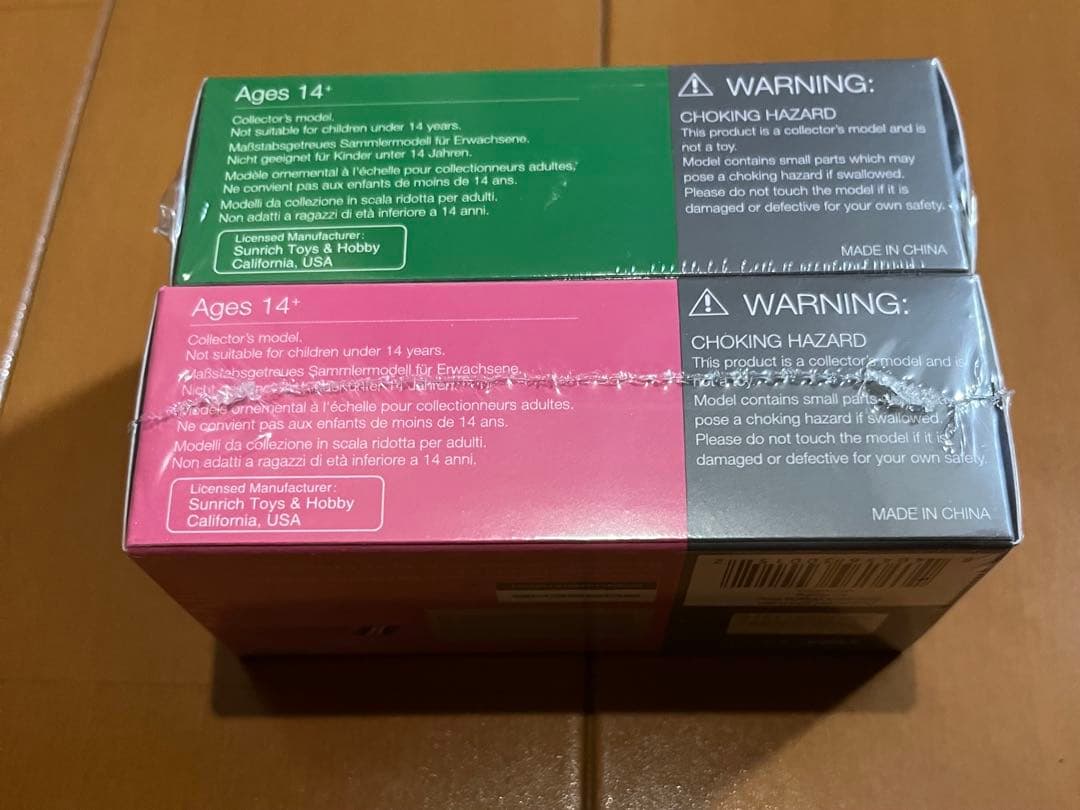 Ages 14+
Collector's model.
Not suitable for children under 14 years.
Maßstabsgetreues Sammlermodell für Erwachsene.
Nicht geeignet für Kinder unter 14 Jahren.
Modèle ornemental à l'échelle pour collectionneurs adultes.
Ne convient pas aux enfants de moins de 14 ans.
Modelli da collezione in scala ridotta per adulti.
Non adatti a ragazzi di età inferiore a 14 anni.
Licensed Manufacturer:
Sunrich Toys & Hobby
California, USA
WARNING:
CHOKING HAZARD
This product is a collector's model and is
not a toy.
Model contains small parts which may
pose a choking hazard if swallowed.
Please do not touch the model if it is
damaged or defective for your own safety.
MADE IN CHINA
Ages 14+
Collector's model.
Not suitable for children under 14 years.
Maßstabsgetreues Sammlermodell für Erwachsene.
Nicht Kinder unter 14 Jahren.
Modèle ornemental à l'échelle pour collectionneurs adultes.
Ne convient pas aux enfants de moins de 14 ans.
Modelli da collezione in scala ridotta per adulti.
Non adatti a ragazzi di età inferiore a 14 anni.
Licensed Manufacturer:
Sunrich Toys & Hobby
California, USA
WARNING:
CHOKING HAZARD
This product is a collector's model and is
not
Model contains small parts
pose a choking hazard if swallowed.
Please do not touch the model if it is
damaged or defective for your own safety.
MADE IN CHINA